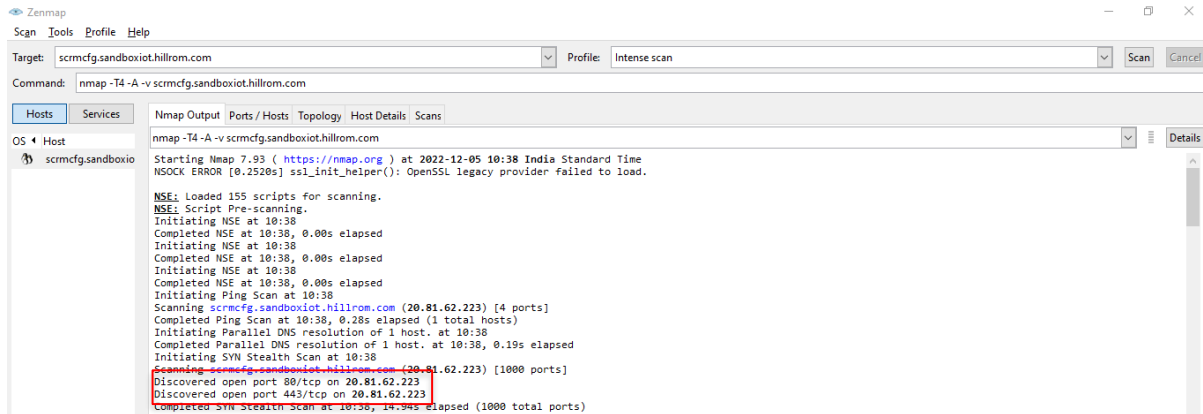 Zenmap
Scan Tools Profile Help
Target: scrmcfg.sandboxiot.hillrom.com Profile: Intense scan Scan Cancel
Command: nmap -T4 -A -v scrmcfg.sandboxiot.hillrom.com
Hosts Services Nmap Output Ports / Hosts Topology Host Details Scans
OS Host nmap -T4 -A -v scrmcfg.sandboxiot.hillrom.com Details
scrmcfg.sandboxio
Starting Nmap 7.93 ( https://nmap.org ) at 2022-12-05 10:38 India Standard Time
NSOCK ERROR [0.2520s] ssl_init_helper(): OpenSSL legacy provider failed to load.
NSE: Loaded 155 scripts for scanning.
NSE: Script Pre-scanning.
Initiating NSE at 10:38
Completed NSE at 10:38, 0.00s elapsed
Initiating NSE at 10:38
Completed NSE at 10:38, 0.00s elapsed
Initiating NSE at 10:38
Completed NSE at 10:38, 0.00s elapsed
Initiating Ping Scan at 10:38
Scanning scrmcfg.sandboxiot.hillrom.com (20.81.62.223) [4 ports]
Completed Ping Scan at 10:38, 0.28s elapsed (1 total hosts)
Initiating Parallel DNS resolution of 1 host. at 10:38
Completed Parallel DNS resolution of 1 host. at 10:38, 0.19s elapsed
Initiating SYN Stealth Scan at 10:38
Scanning scrmcfg.sandboxiot.hillrom.com (20.81.62.223) [1000 ports]
Discovered open port 80/tcp on 20.81.62.223
Discovered open port 443/tcp on 20.81.62.223
Completed SYN Stealth Scan at 10:38, 14.94s elapsed (1000 total ports)